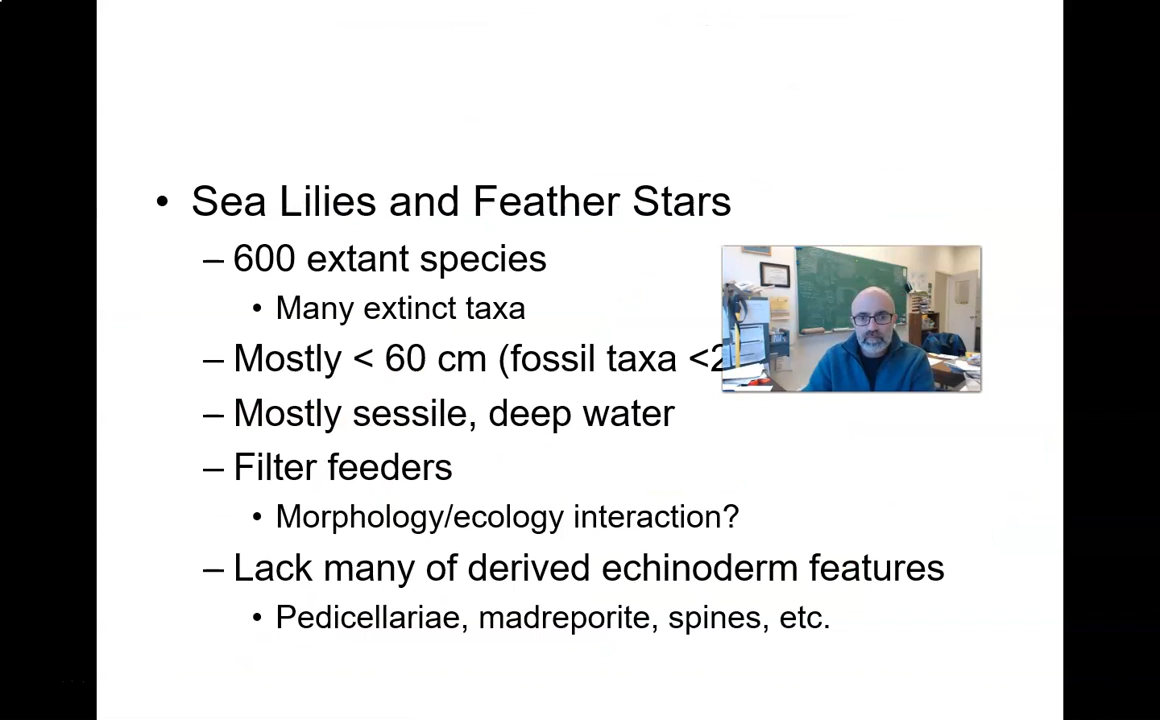 • Sea Lilies and Feather Stars
– 600 extant species
• Many extinct taxa
– Mostly < 60 cm (fossil taxa <2
– Mostly sessile, deep water
– Filter feeders
• Morphology/ecology interaction?
– Lack many of derived echinoderm features
• Pedicellariae, madreporite, spines, etc.